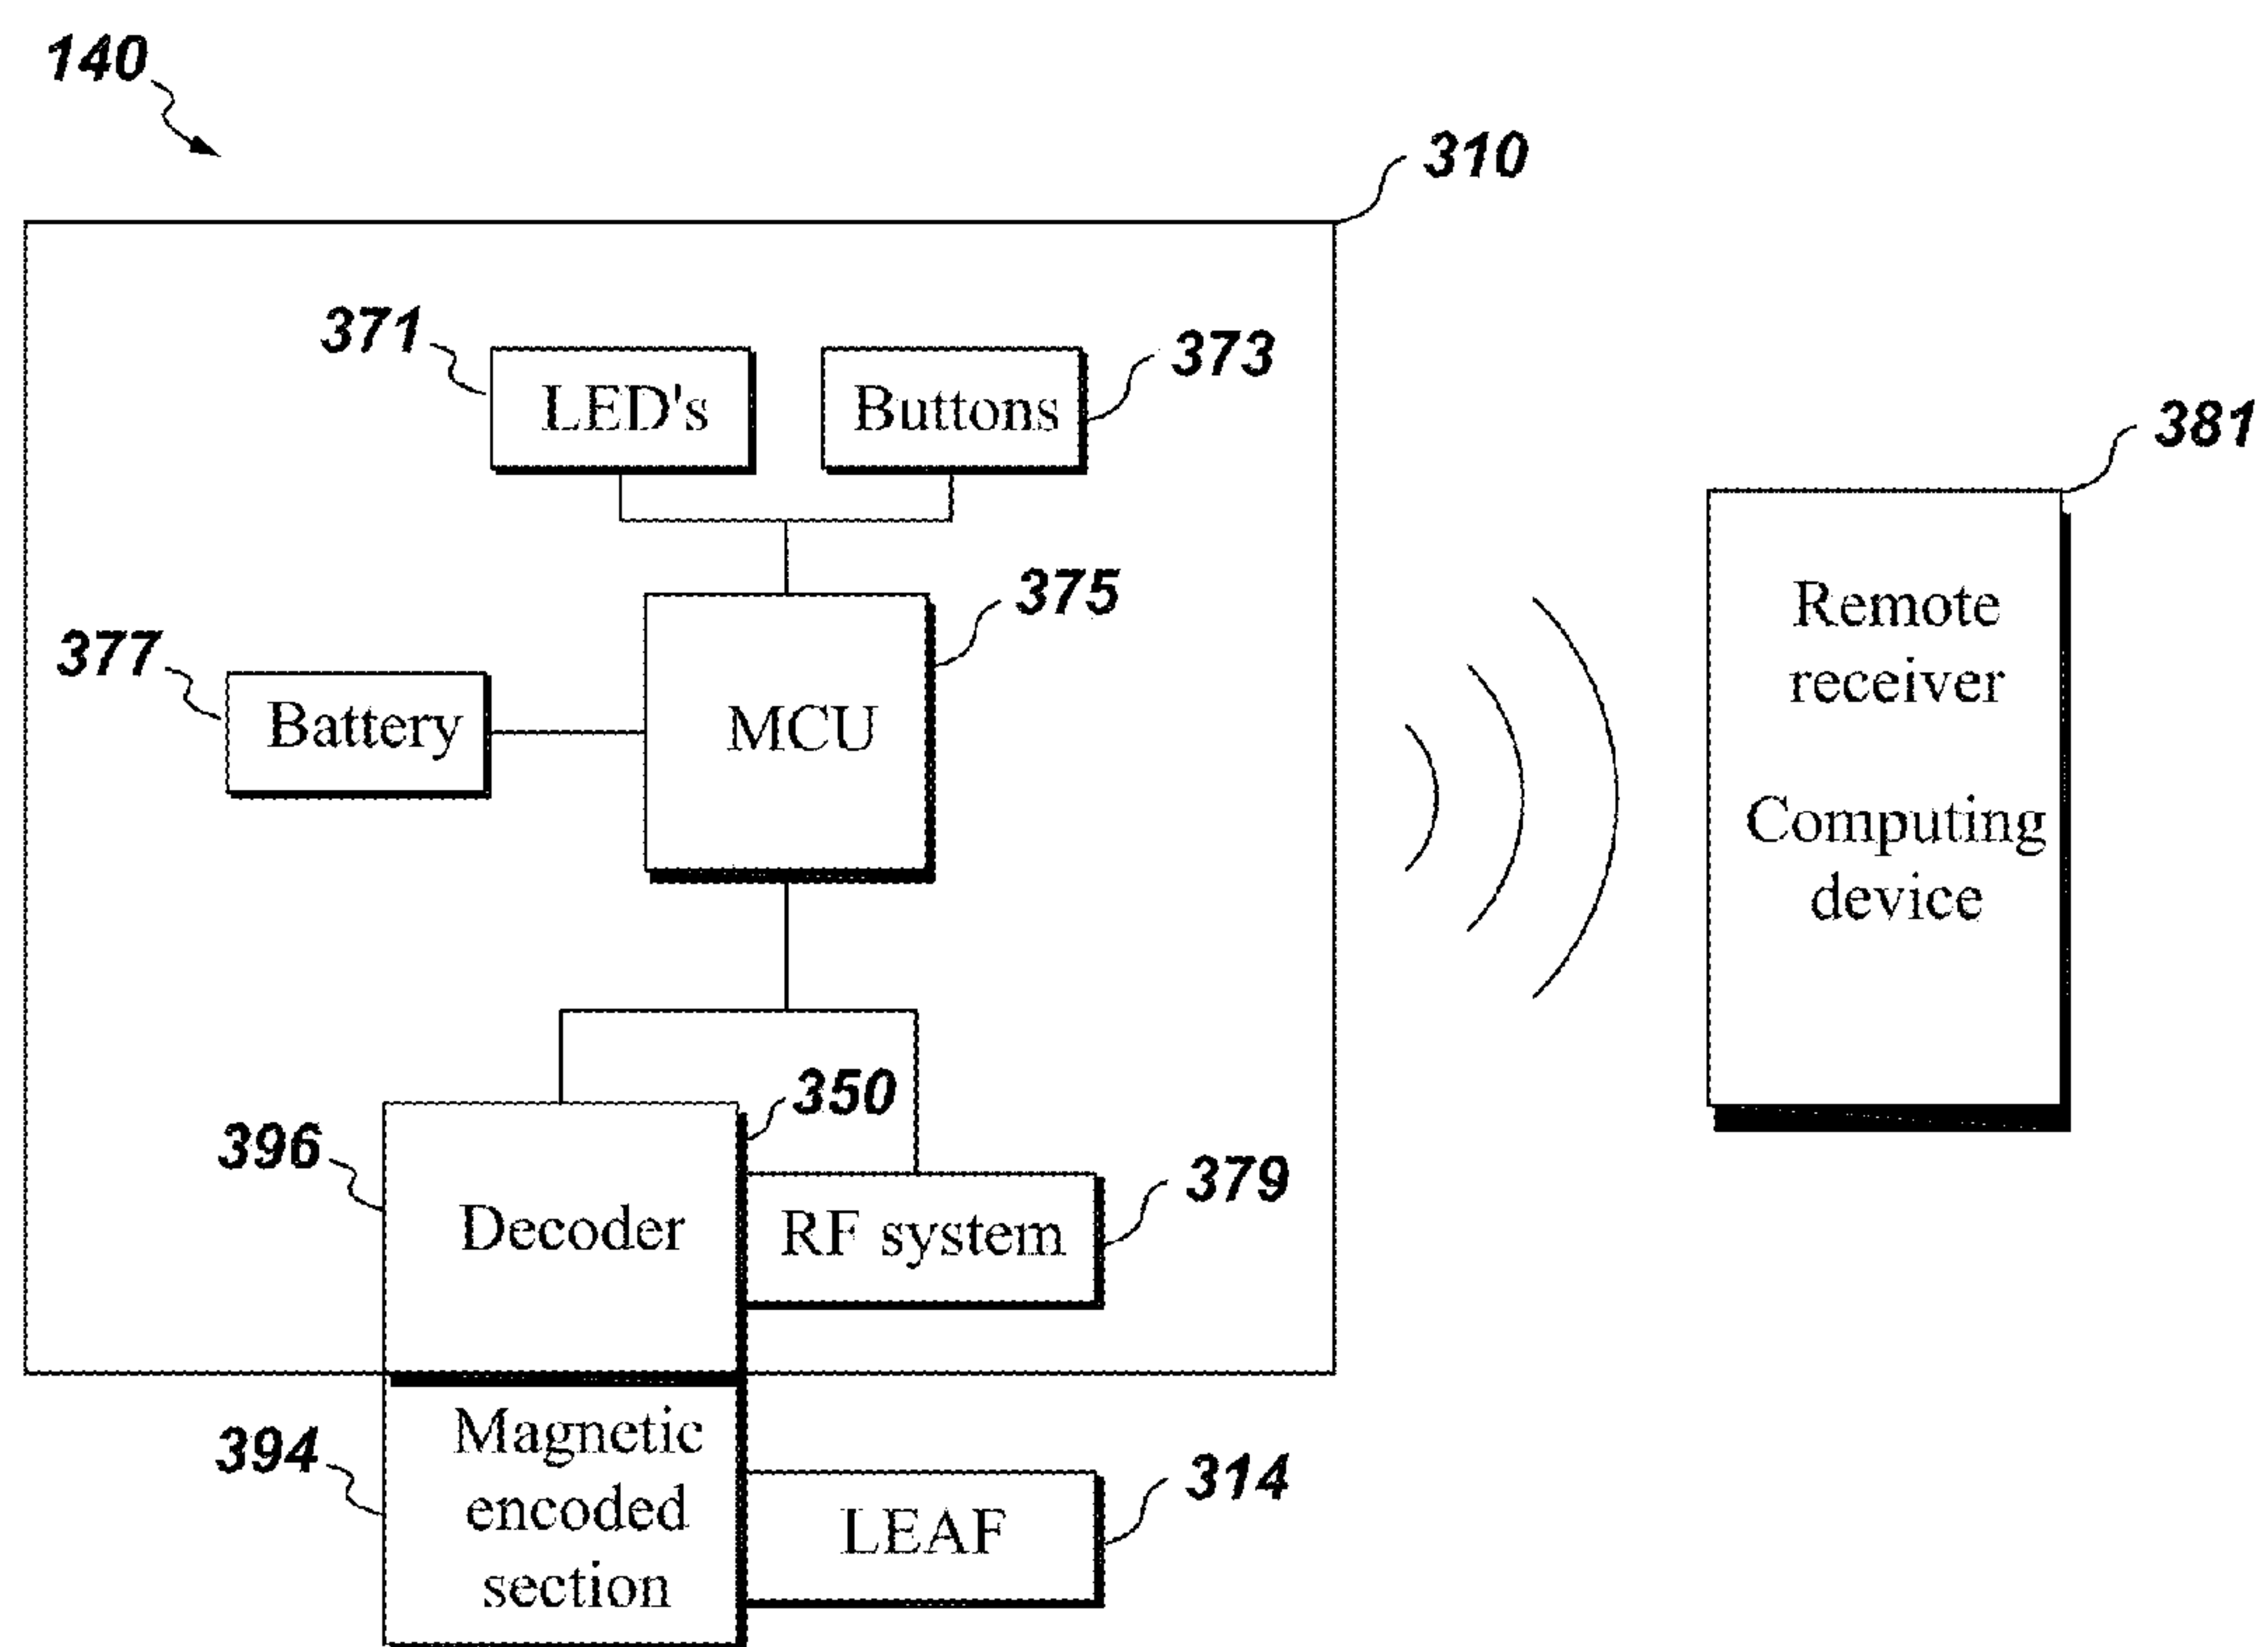 140
310
371
LED's
Buttons
373
381
375
377
Battery
MCU
Remote
receiver
Computing
device
350
396
Decoder
RF system
379
394
Magnetic
encoded
section
LEAF
314